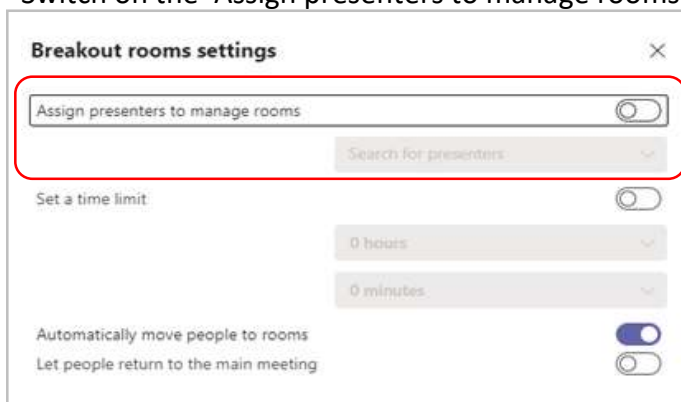 Switch on the 'Assign presenters to manage rooms
Breakout rooms settings
Assign presenters to manage rooms
Search for presenters
Set a time limit
0 hours
0 minutes
Automatically move people to rooms
Let people return to the main meeting